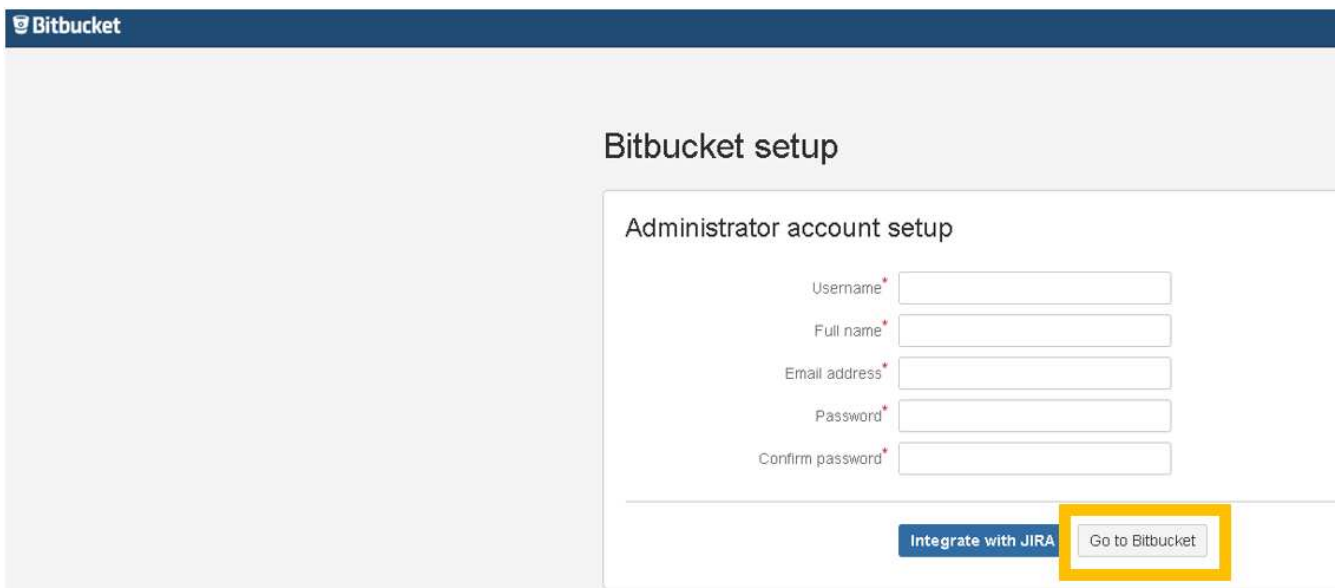 Bitbucket
Bitbucket setup
Administrator account setup
Username*
Full name*
Email address*
Password*
Confirm password*
Integrate with JIRA Go to Bitbucket